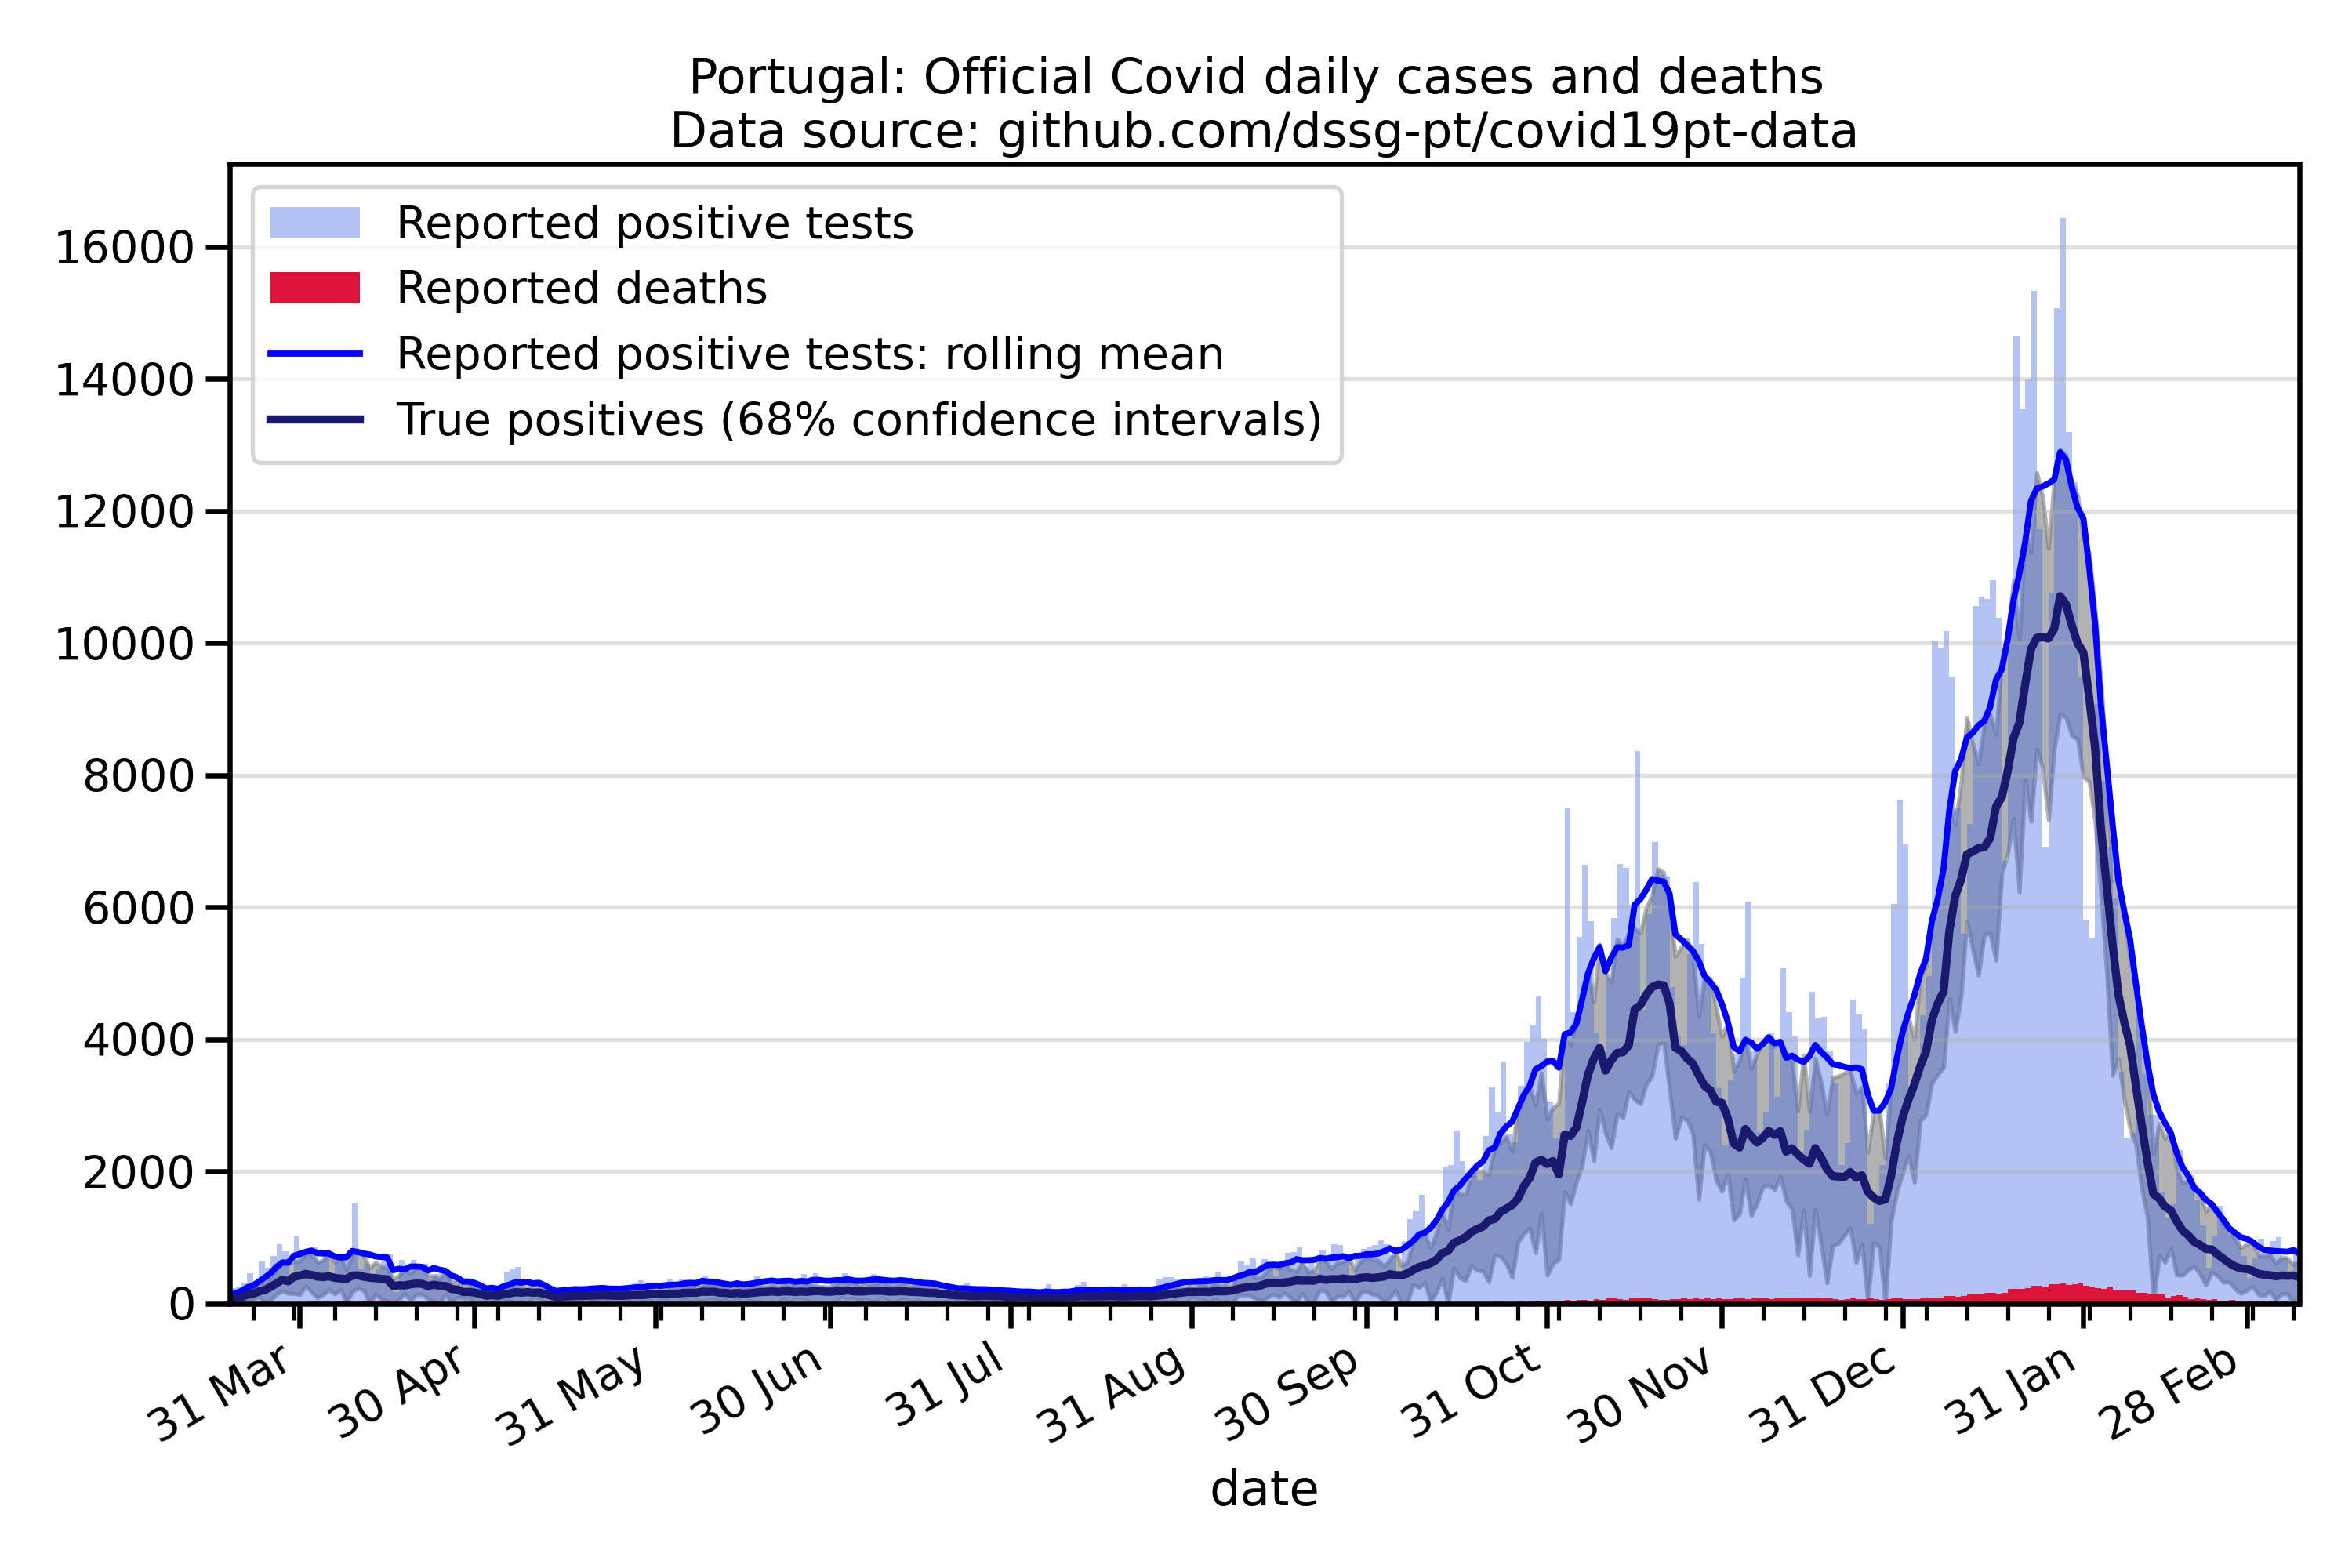 Portugal: Official Covid daily cases and deaths
Data source: github.com/dssg-pt/covid19pt-data
Reported positive tests
Reported deaths
Reported positive tests: rolling mean
True positives (68% confidence intervals)
16000
14000
12000
10000
8000
6000
4000
2000
0
31 Mar
30 Apr
31 May
30 Jun
31 Jul
31 Aug
30 Sep
31 Oct
30 Nov
31 Dec
31 Jan
28 Feb
date